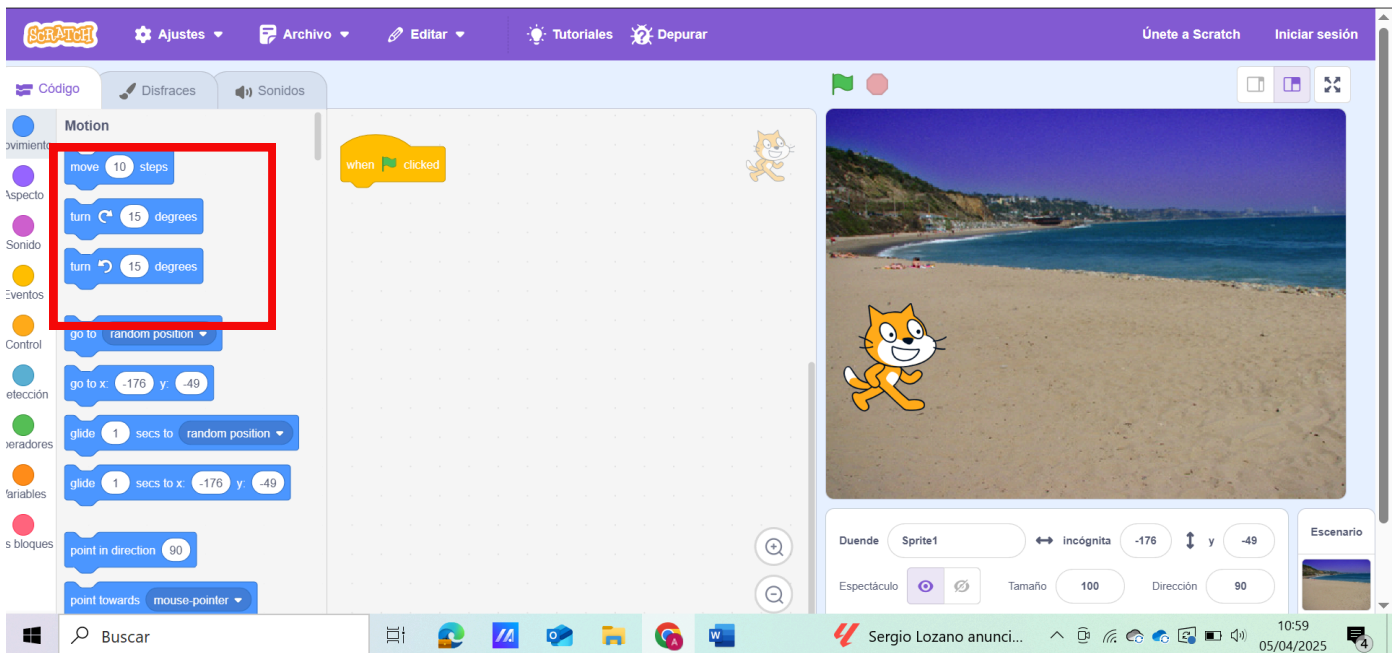 SCRATCH Ajustes Archivo Editar Tutoriales Depurar Únete a Scratch Iniciar sesión
Código Disfraces Sonidos
ovimiento
Aspecto
Sonido
Eventos
Control
etección
peradores
Variables
s bloques
Motion
move 10 steps
turn 15 degrees
turn 15 degrees
go to random position
go to x: -176 y: -49
glide 1 secs to random position
glide 1 secs to x: -176 y: -49
point in direction 90
point towards mouse-pointer
when clicked
Duende Sprite1 incógnita -176 y -49
Espectáculo Tamaño 100 Dirección 90
Escenario
Buscar
Sergio Lozano anunci...
10:59
05/04/2025
4